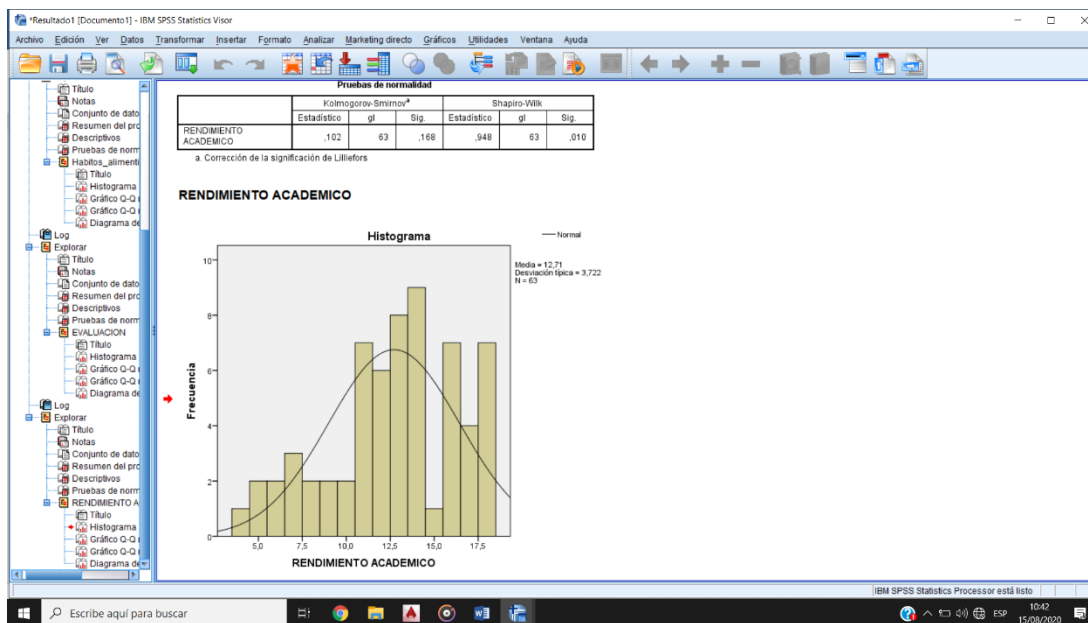 *Resultado1 [Documento1] - IBM SPSS Statistics Visor
Archivo Edición Ver Datos Transformar Insertar Formato Analizar Marketing directo Gráficos Utilidades Ventana Ayuda
Título
Notas
Conjunto de dato
Resumen del prc
Descriptivos
Pruebas de norm
Habitos_alimenti
Título
Histograma
Gráfico Q-Q
Gráfico Q-Q
Diagrama de
Log
Explorar
Título
Notas
Conjunto de dato
Resumen del prc
Descriptivos
Pruebas de norm
EVALUACION
Título
Histograma
Gráfico Q-Q
Gráfico Q-Q
Diagrama de
Log
Explorar
Título
Notas
Conjunto de dato
Resumen del prc
Descriptivos
Pruebas de norm
RENDIMIENTO A
Título
Histograma
Gráfico Q-Q
Gráfico Q-Q
Diagrama de
Pruebas de normalidad
Kolmogorov-Smirnovᵃ Shapiro-Wilk
Estadístico gl Sig. Estadístico gl Sig.
RENDIMIENTO
ACADEMICO ,102 63 ,168 ,948 63 ,010
a. Corrección de la significación de Lilliefors
RENDIMIENTO ACADEMICO
Histograma
Normal
Media = 12,71
Desviación típica = 3,722
N = 63
Frecuencia
10
8
6
4
2
0
5,0 7,5 10,0 12,5 15,0 17,5
RENDIMIENTO ACADEMICO
IBM SPSS Statistics Processor está listo
Escribe aquí para buscar
ESP
10:42
15/08/2020